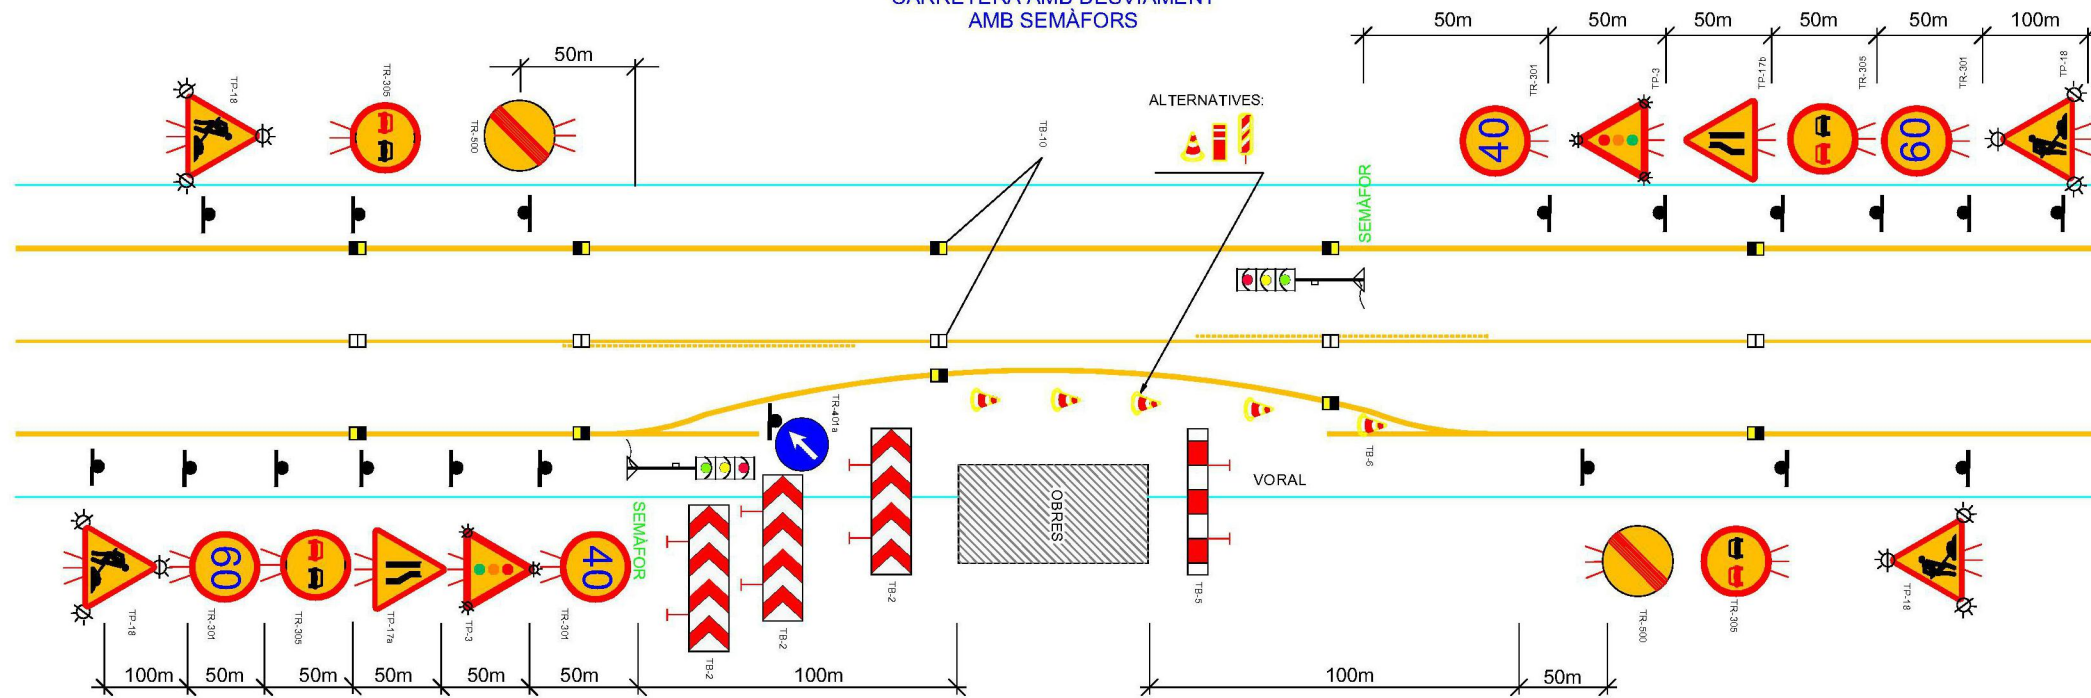 CARRETERA AMB DESVIAMENT
AMB SEMÀFORS
50m
50m
50m
50m
50m
50m
100m
TP-18
TR-305
TR-500
TB-10
ALTERNATIVES:
SEMÀFOR
TR-301
TP-3
TP-17b
TR-305
TR-301
TP-18
40
60
TR-401a
TB-6
VORAL
OBRES
SEMÀFOR
60
40
TP-18
TR-301
TR-305
TP-17a
TP-3
TR-301
TB-2
TB-2
TB-2
TB-5
TR-500
TR-305
TP-18
100m
50m
50m
50m
50m
100m
100m
50m